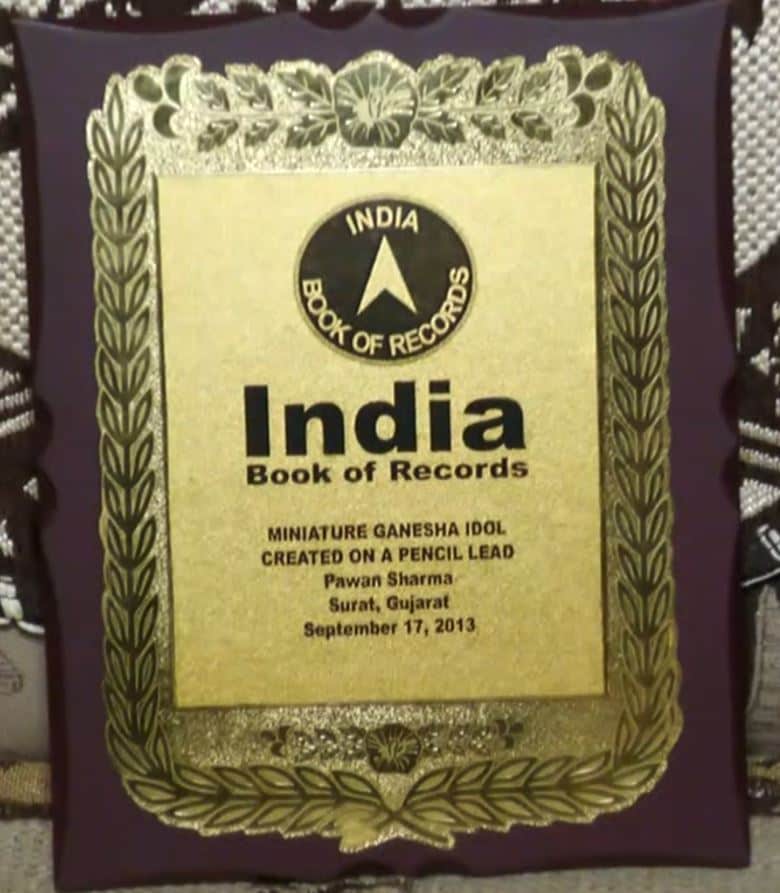 INDIA
BOOK OF RECORDS
India
Book of Records
MINIATURE GANESHA IDOL
CREATED ON A PENCIL LEAD
Pawan Sharma
Surat, Gujarat
September 17, 2013